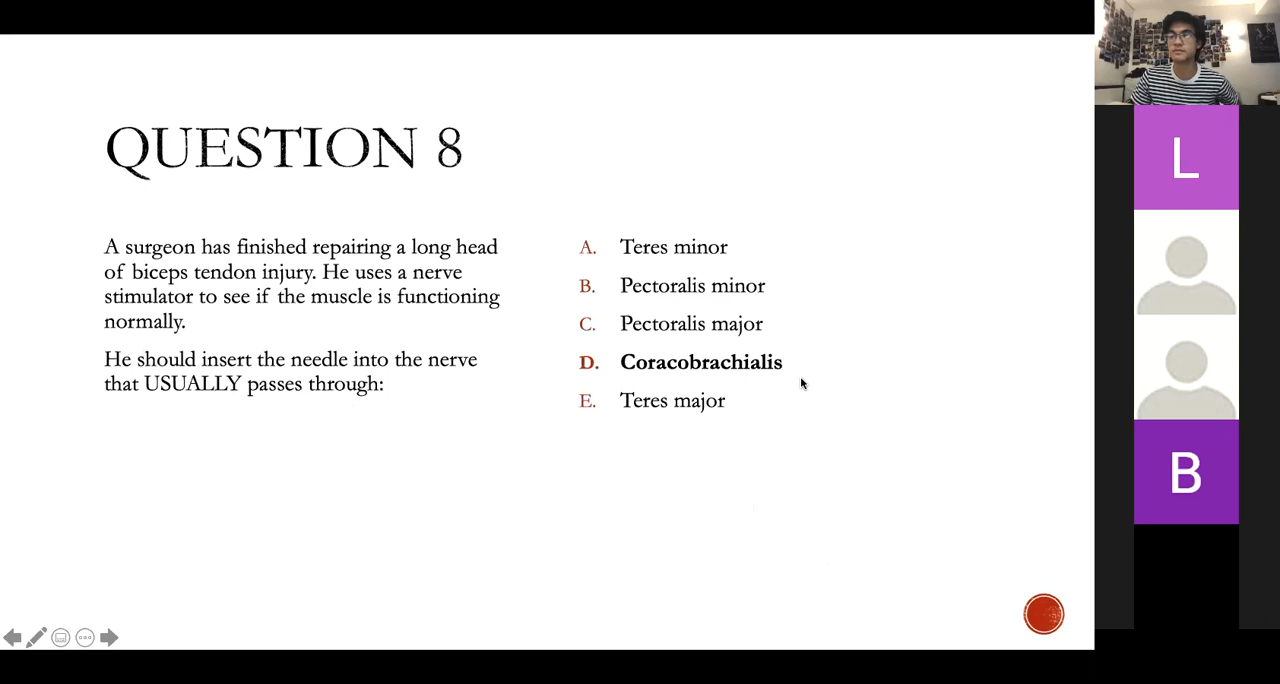 QUESTION 8
A surgeon has finished repairing a long head
of biceps tendon injury. He uses a nerve
stimulator to see if the muscle is functioning
normally.
He should insert the needle into the nerve
that USUALLY passes through:
A. Teres minor
B. Pectoralis minor
C. Pectoralis major
D. Coracobrachialis
E. Teres major
L
B